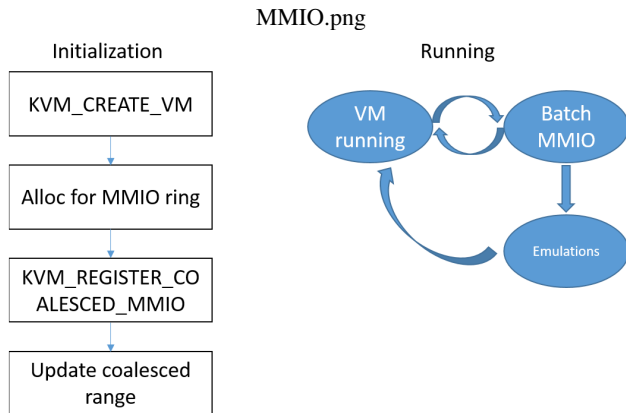 MMIO.png
Initialization
KVM_CREATE_VM
Alloc for MMIO ring
KVM_REGISTER_CO
ALESCED_MMIO
Update coalesced
range
Running
VM
running
Batch
MMIO
Emulations